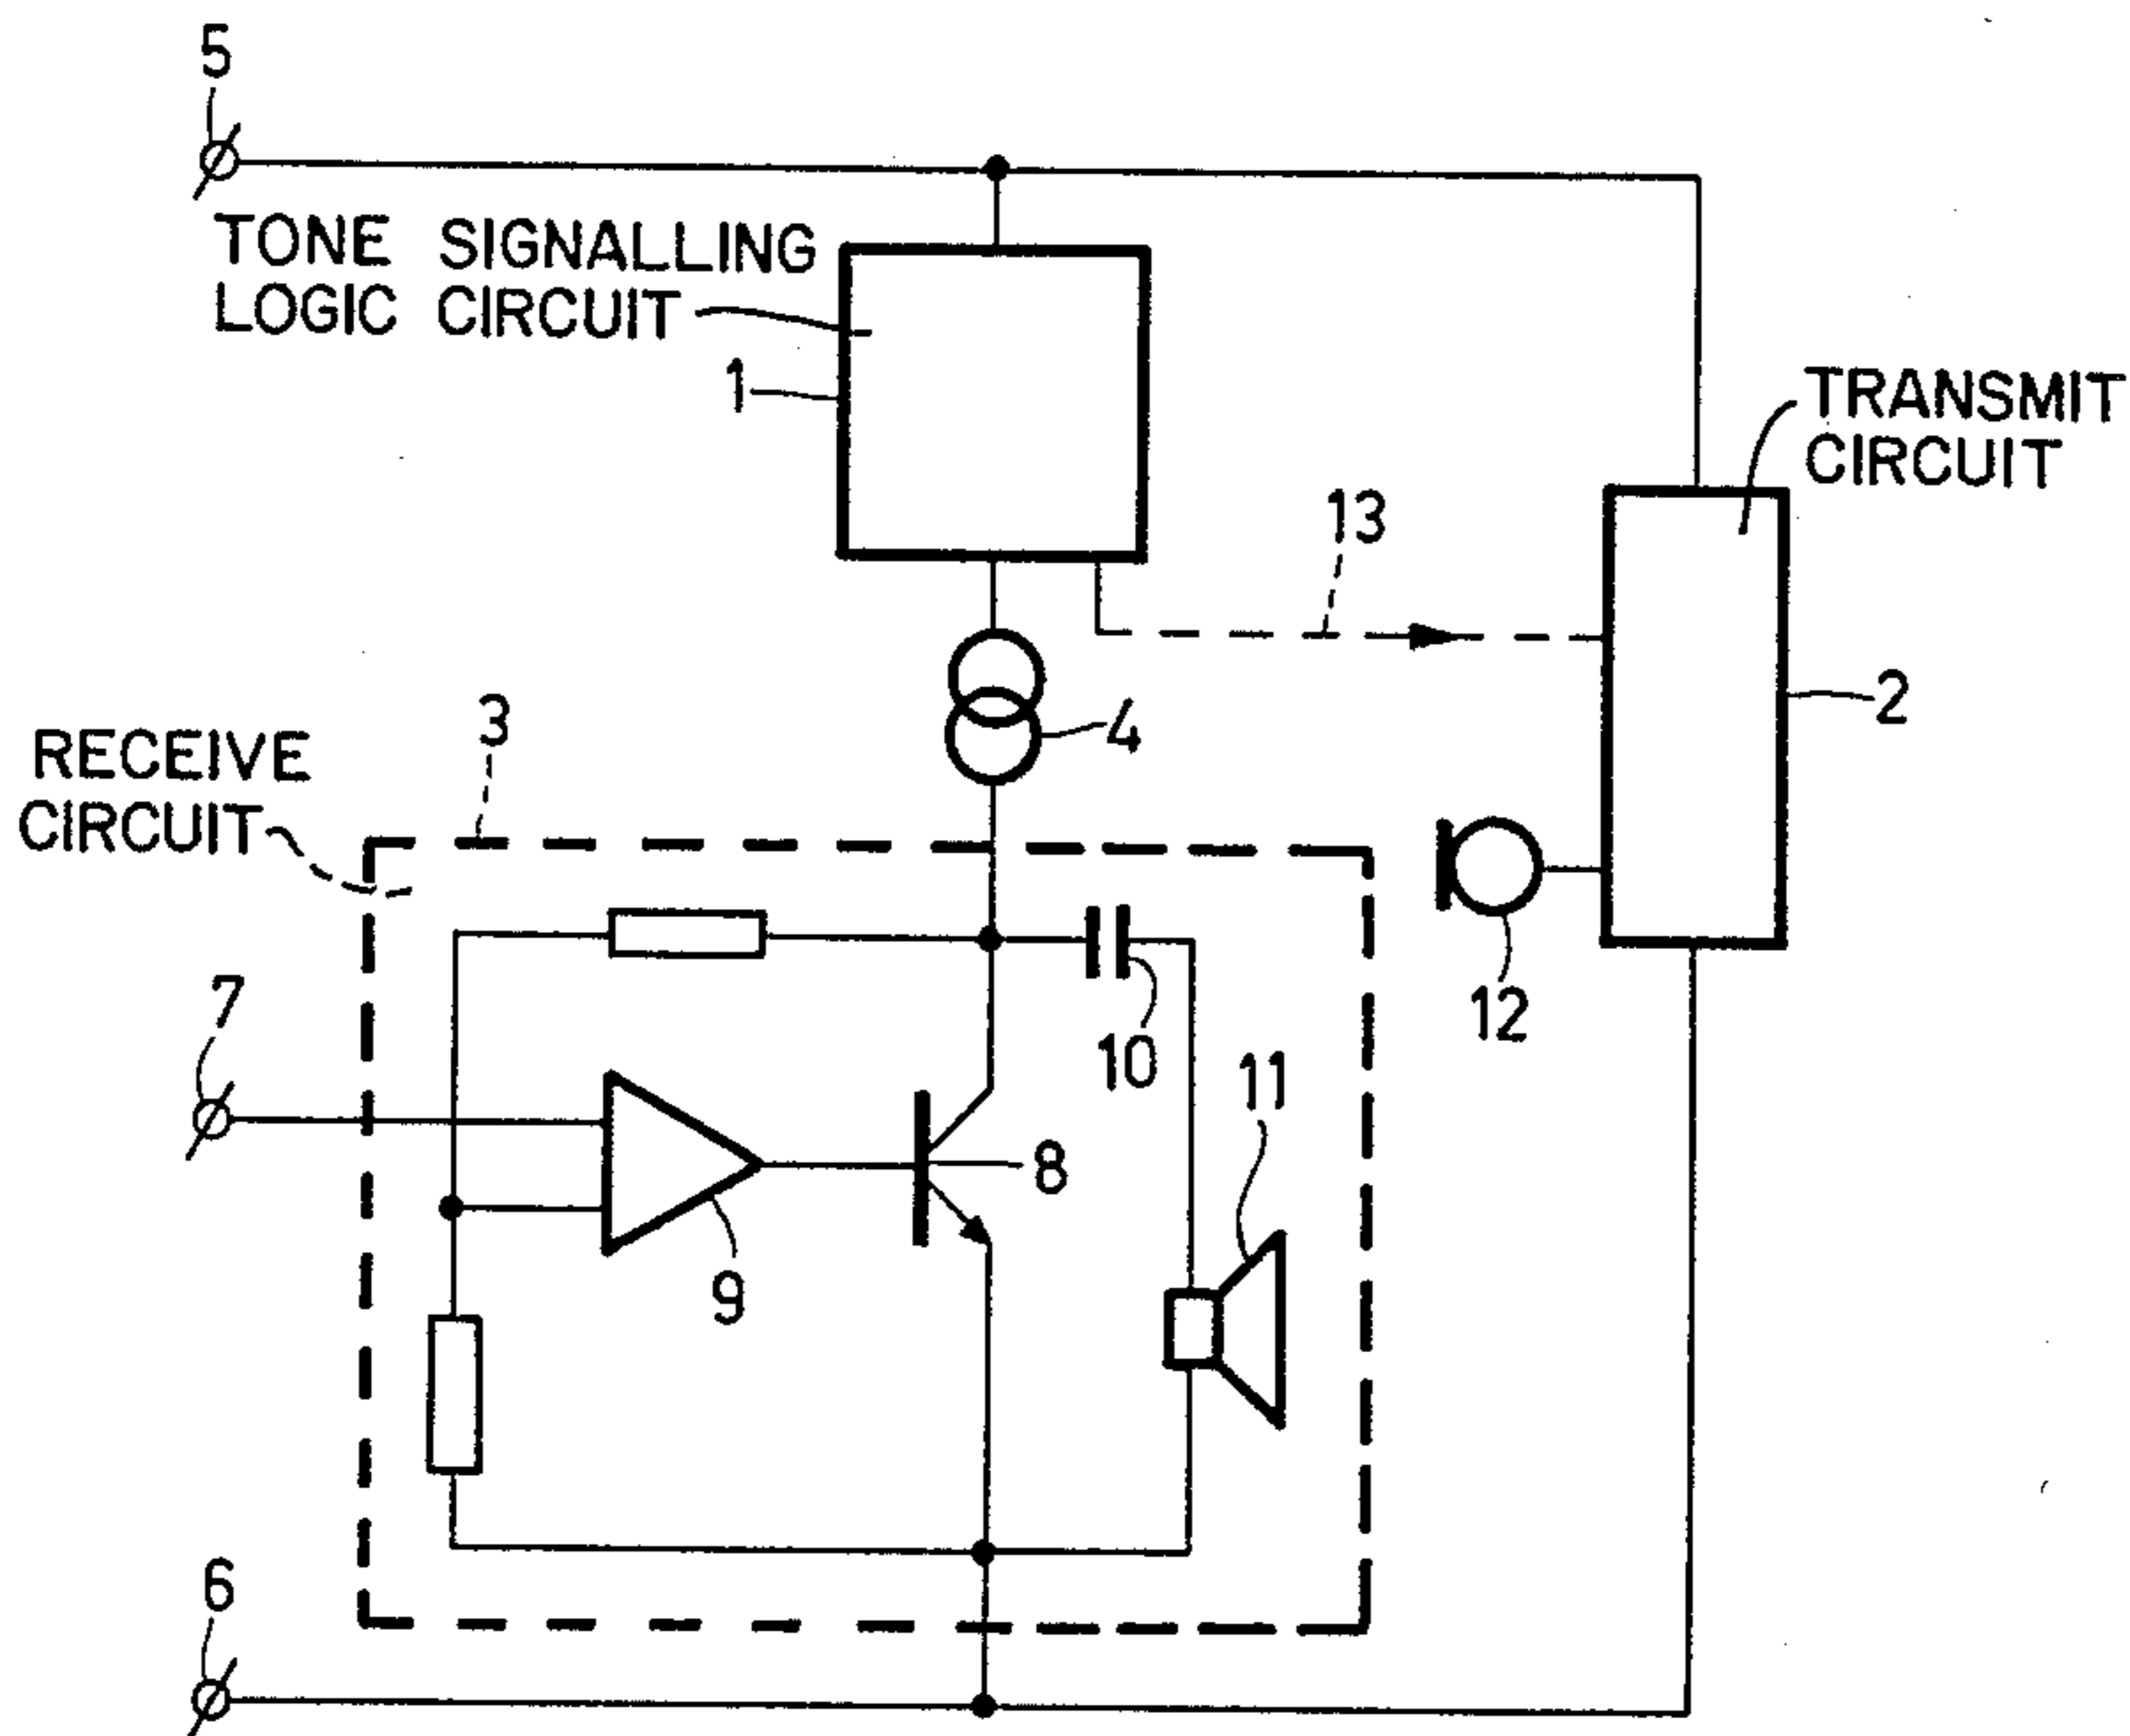 5
TONE SIGNALLING
LOGIC CIRCUIT
1
TRANSMIT
CIRCUIT
13
2
3
4
RECEIVE
CIRCUIT
7
12
10
11
8
9
6